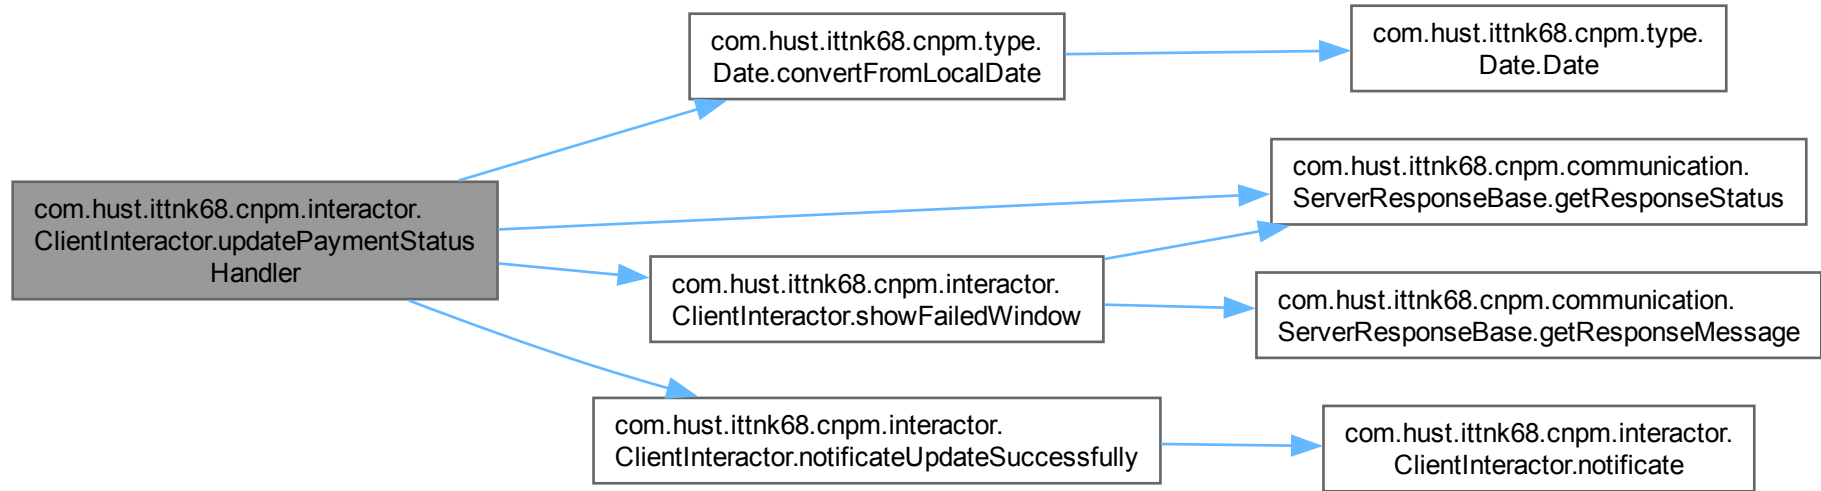 com.hust.ittnk68.cnpm.type.
Date.convertFromLocalDate
com.hust.ittnk68.cnpm.type.
Date.Date
com.hust.ittnk68.cnpm.communication.
ServerResponseBase.getResponseStatus
com.hust.ittnk68.cnpm.interactor.
ClientInteractor.updatePaymentStatus
Handler
com.hust.ittnk68.cnpm.interactor.
ClientInteractor.showFailedWindow
com.hust.ittnk68.cnpm.communication.
ServerResponseBase.getResponseMessage
com.hust.ittnk68.cnpm.interactor.
ClientInteractor.notificateUpdateSuccessfully
com.hust.ittnk68.cnpm.interactor.
ClientInteractor.notificate